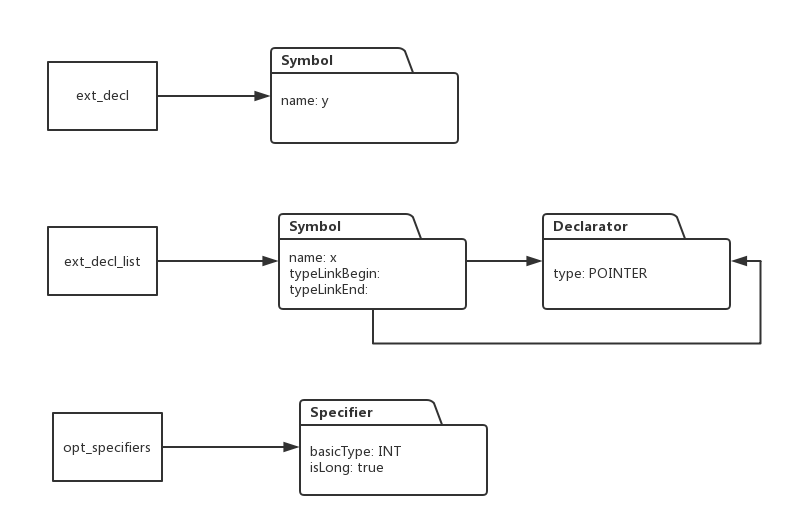 Symbol
ext_decl
name: y
Symbol
Declarator
ext_decl_list
name: x
typeLinkBegin:
typeLinkEnd:
type: POINTER
Specifier
opt_specifiers
basicType: INT
isLong: true